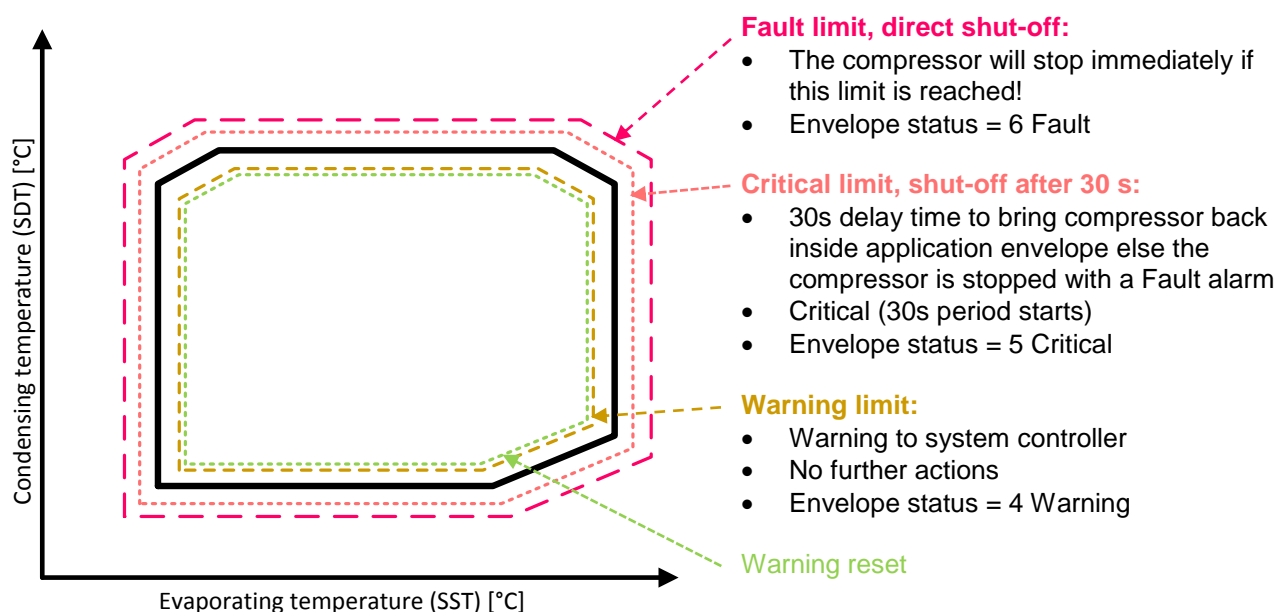 Condensing temperature (SDT) [°C]
Evaporating temperature (SST) [°C]
Fault limit, direct shut-off:
• The compressor will stop immediately if
this limit is reached!
• Envelope status = 6 Fault
Critical limit, shut-off after 30 s:
• 30s delay time to bring compressor back
inside application envelope else the
compressor is stopped with a Fault alarm
• Critical (30s period starts)
• Envelope status = 5 Critical
Warning limit:
• Warning to system controller
• No further actions
• Envelope status = 4 Warning
Warning reset